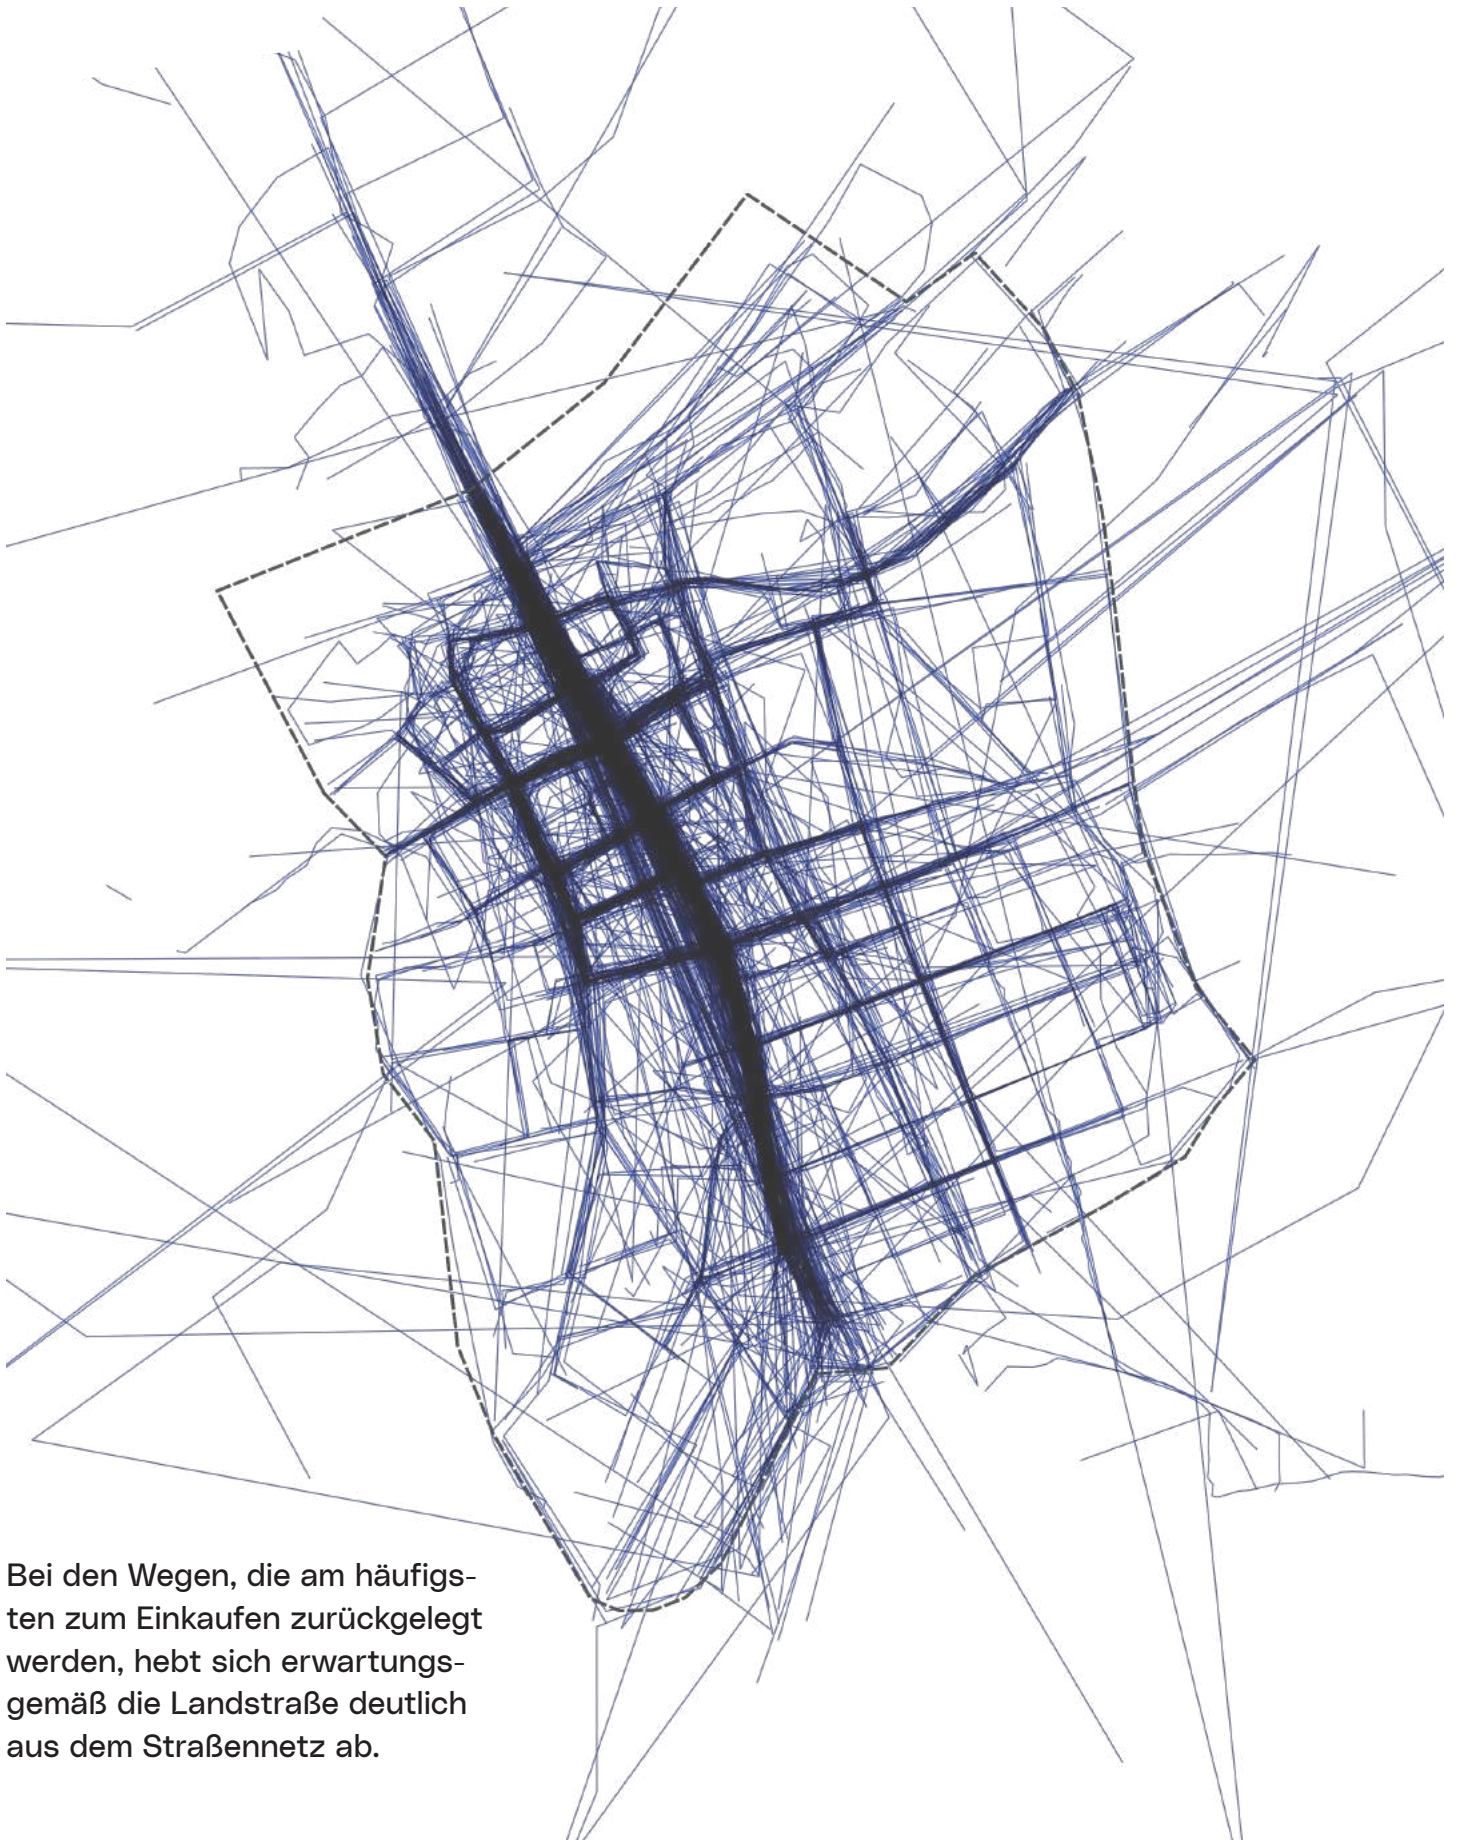 Bei den Wegen, die am häufigs-
ten zum Einkaufen zurückgelegt
werden, hebt sich erwartungs-
gemäß die Landstraße deutlich
aus dem Straßennetz ab.